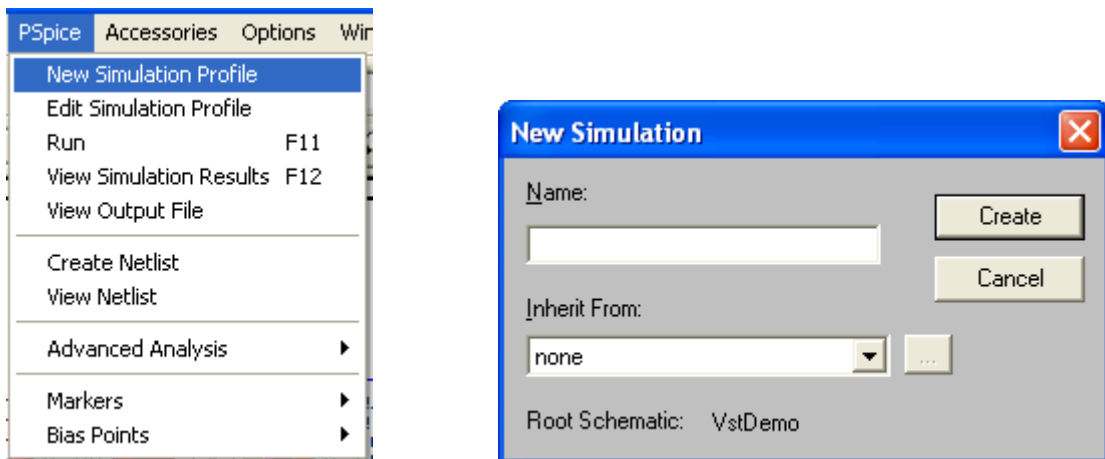 PSpice Accessories Options Wir
New Simulation Profile
Edit Simulation Profile
Run F11
View Simulation Results F12
View Output File
Create Netlist
View Netlist
Advanced Analysis
Markers
Bias Points
New Simulation
Name:
Create
Cancel
Inherit From:
none
...
Root Schematic: VstDemo